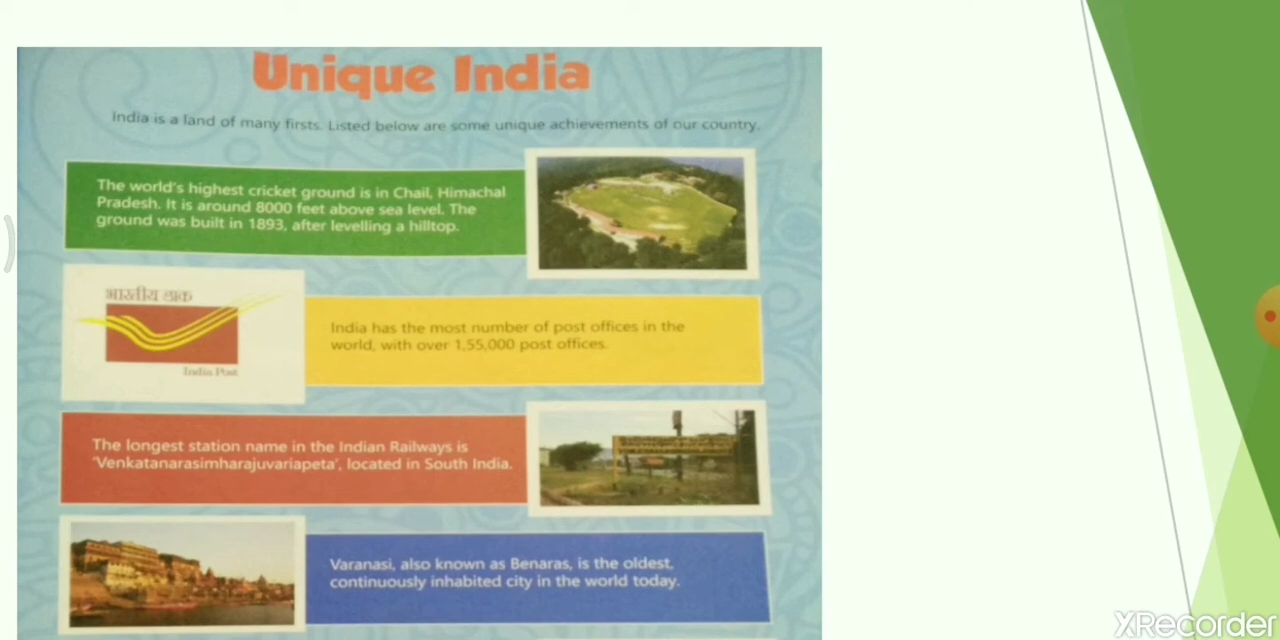 Unique India
India is a land of many firsts. Listed below are some unique achievements of our country.
The world's highest cricket ground is in Chail, Himachal
Pradesh. It is around 8000 feet above sea level. The
ground was built in 1893, after levelling a hilltop.
भारतीय डाक
India Post
India has the most number of post offices in the
world, with over 1,55,000 post offices.
The longest station name in the Indian Railways is
'Venkatanarasimharajuvariapeta', located in South India.
Varanasi, also known as Benaras, is the oldest,
continuously inhabited city in the world today.
XRecorder